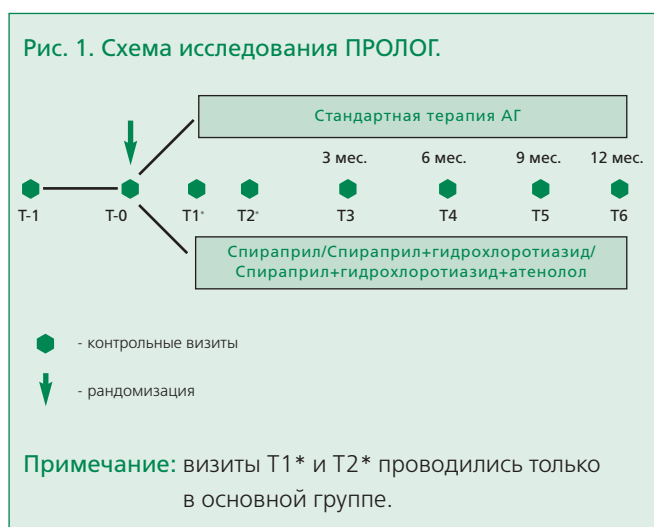 Рис. 1. Схема исследования ПРОЛОГ.
Стандартная терапия АГ
3 мес. 6 мес. 9 мес. 12 мес.
Т-1 Т-0 Т1* Т2* Т3 Т4 Т5 Т6
Спираприл/Спираприл+гидрохлоротиазид/
Спираприл+гидрохлоротиазид+атенолол
- контрольные визиты
- рандомизация
Примечание: визиты Т1* и Т2* проводились только
в основной группе.